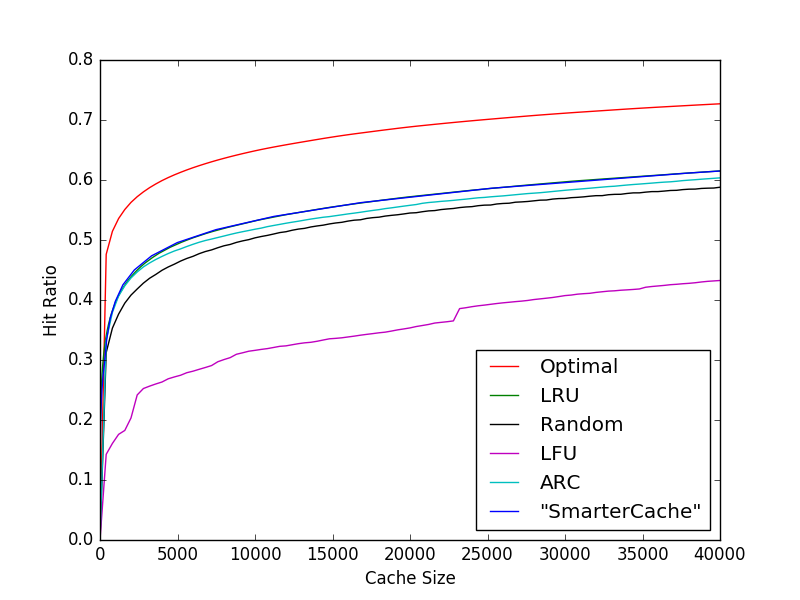 0.8
0.7
0.6
0.5
0.4
0.3
0.2
0.1
0.0
Hit Ratio
Optimal
LRU
Random
LFU
ARC
"SmarterCache"
0 5000 10000 15000 20000 25000 30000 35000 40000
Cache Size